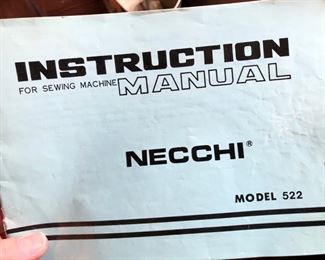 INSTRUCTION
FOR SEWING MACHINE MANUAL
NECCHI®
MODEL 522